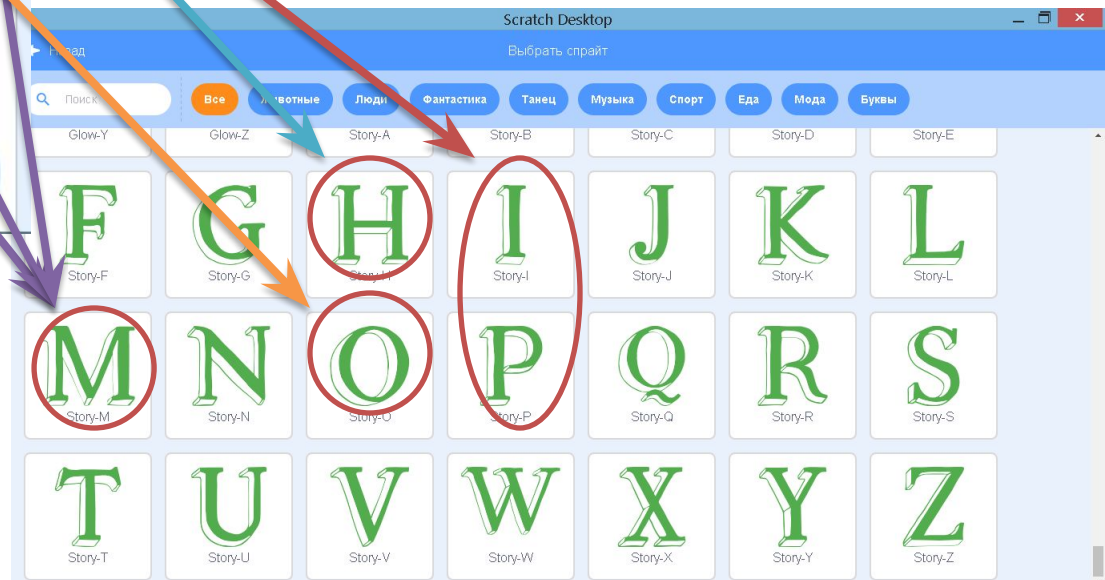 Scratch Desktop
Назад
Выбрать спрайт
Поиск
Все
Животные
Люди
Фантастика
Танец
Музыка
Спорт
Еда
Мода
Буквы
Glow-Y
Glow-Z
Story-A
Story-B
Story-C
Story-D
Story-E
F G H I J K L
Story-F
Story-G
Story-H
Story-I
Story-J
Story-K
Story-L
M N O P Q R S
Story-M
Story-N
Story-O
Story-P
Story-Q
Story-R
Story-S
T U V W X Y Z
Story-T
Story-U
Story-V
Story-W
Story-X
Story-Y
Story-Z